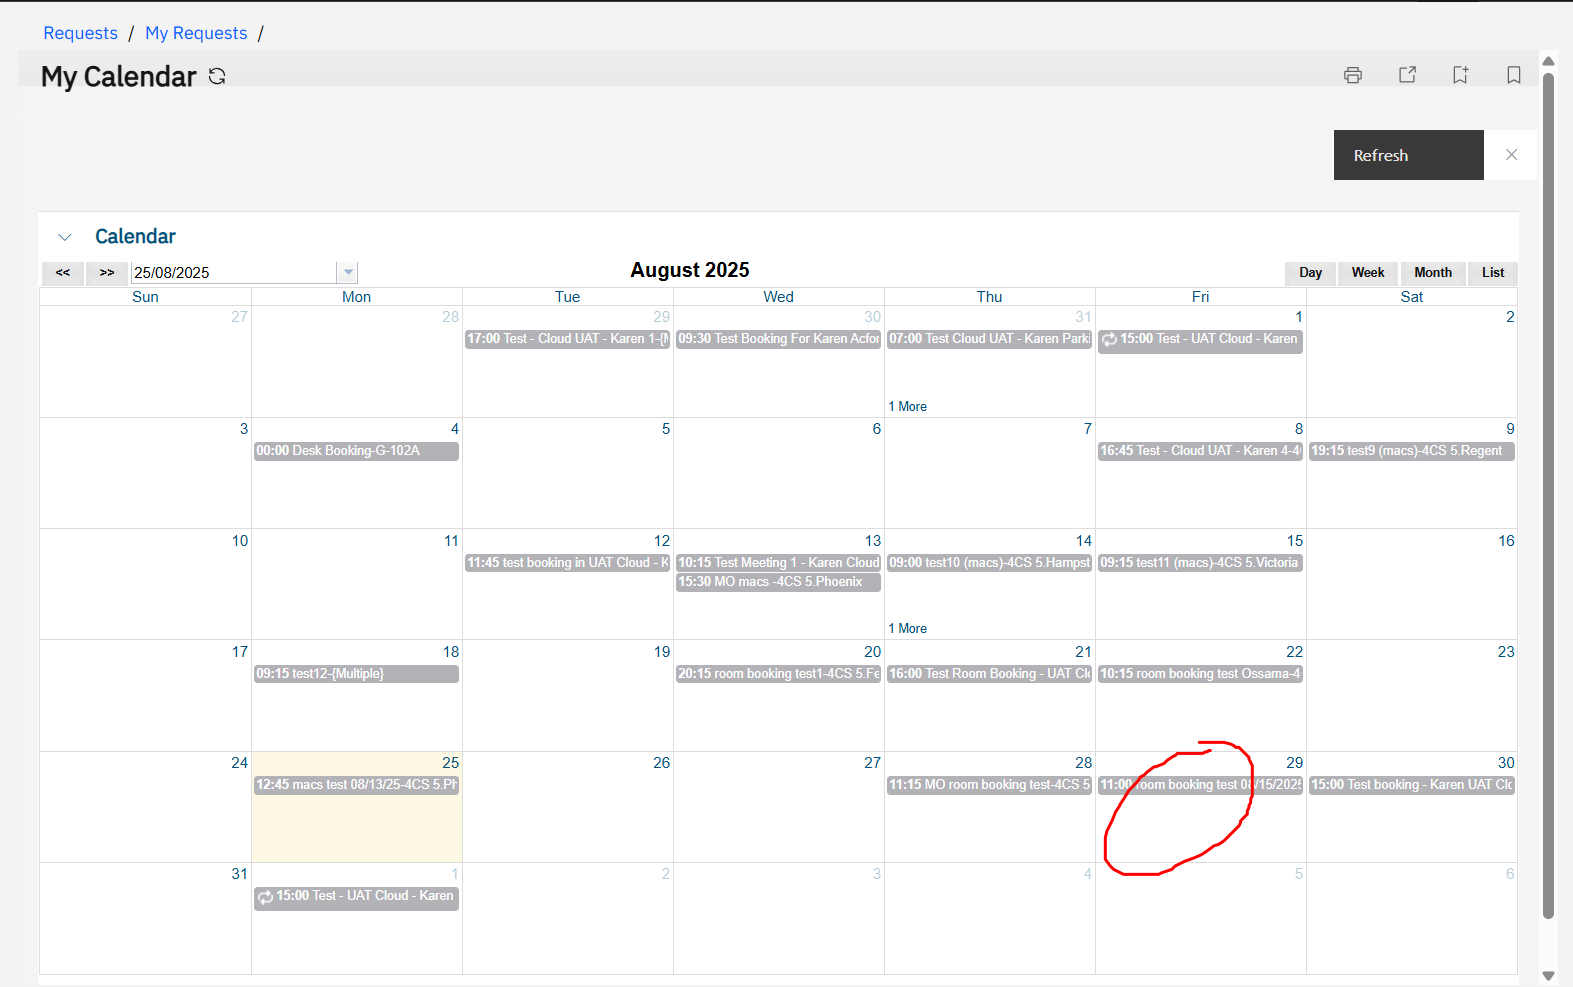 Requests / My Requests /
My Calendar
Refresh
Calendar
<< >> 25/08/2025
August 2025
Day Week Month List
Sun Mon Tue Wed Thu Fri Sat
27 28 29 30 31 1 2
17:00 Test - Cloud UAT - Karen 1-{ 09:30 Test Booking For Karen Acfor 07:00 Test Cloud UAT - Karen Parki 15:00 Test - UAT Cloud - Karen
1 More
3 4 5 6 7 8 9
00:00 Desk Booking-G-102A 16:45 Test - Cloud UAT - Karen 4-4 19:15 test9 (macs)-4CS 5.Regent
10 11 12 13 14 15 16
11:45 test booking in UAT Cloud - K 10:15 Test Meeting 1 - Karen Cloud 09:00 test10 (macs)-4CS 5.Hampst 09:15 test11 (macs)-4CS 5.Victoria
15:30 MO macs -4CS 5.Phoenix
1 More
17 18 19 20 21 22 23
09:15 test12-{Multiple} 20:15 room booking test1-4CS 5.Fe 16:00 Test Room Booking - UAT Clo 10:15 room booking test Ossama-4
24 25 26 27 28 29 30
12:45 macs test 08/13/25-4CS 5.Ph 11:15 MO room booking test-4CS 5 11:00 room booking test 08/15/2025 15:00 Test booking - Karen UAT Clo
31 1 2 3 4 5 6
15:00 Test - UAT Cloud - Karen